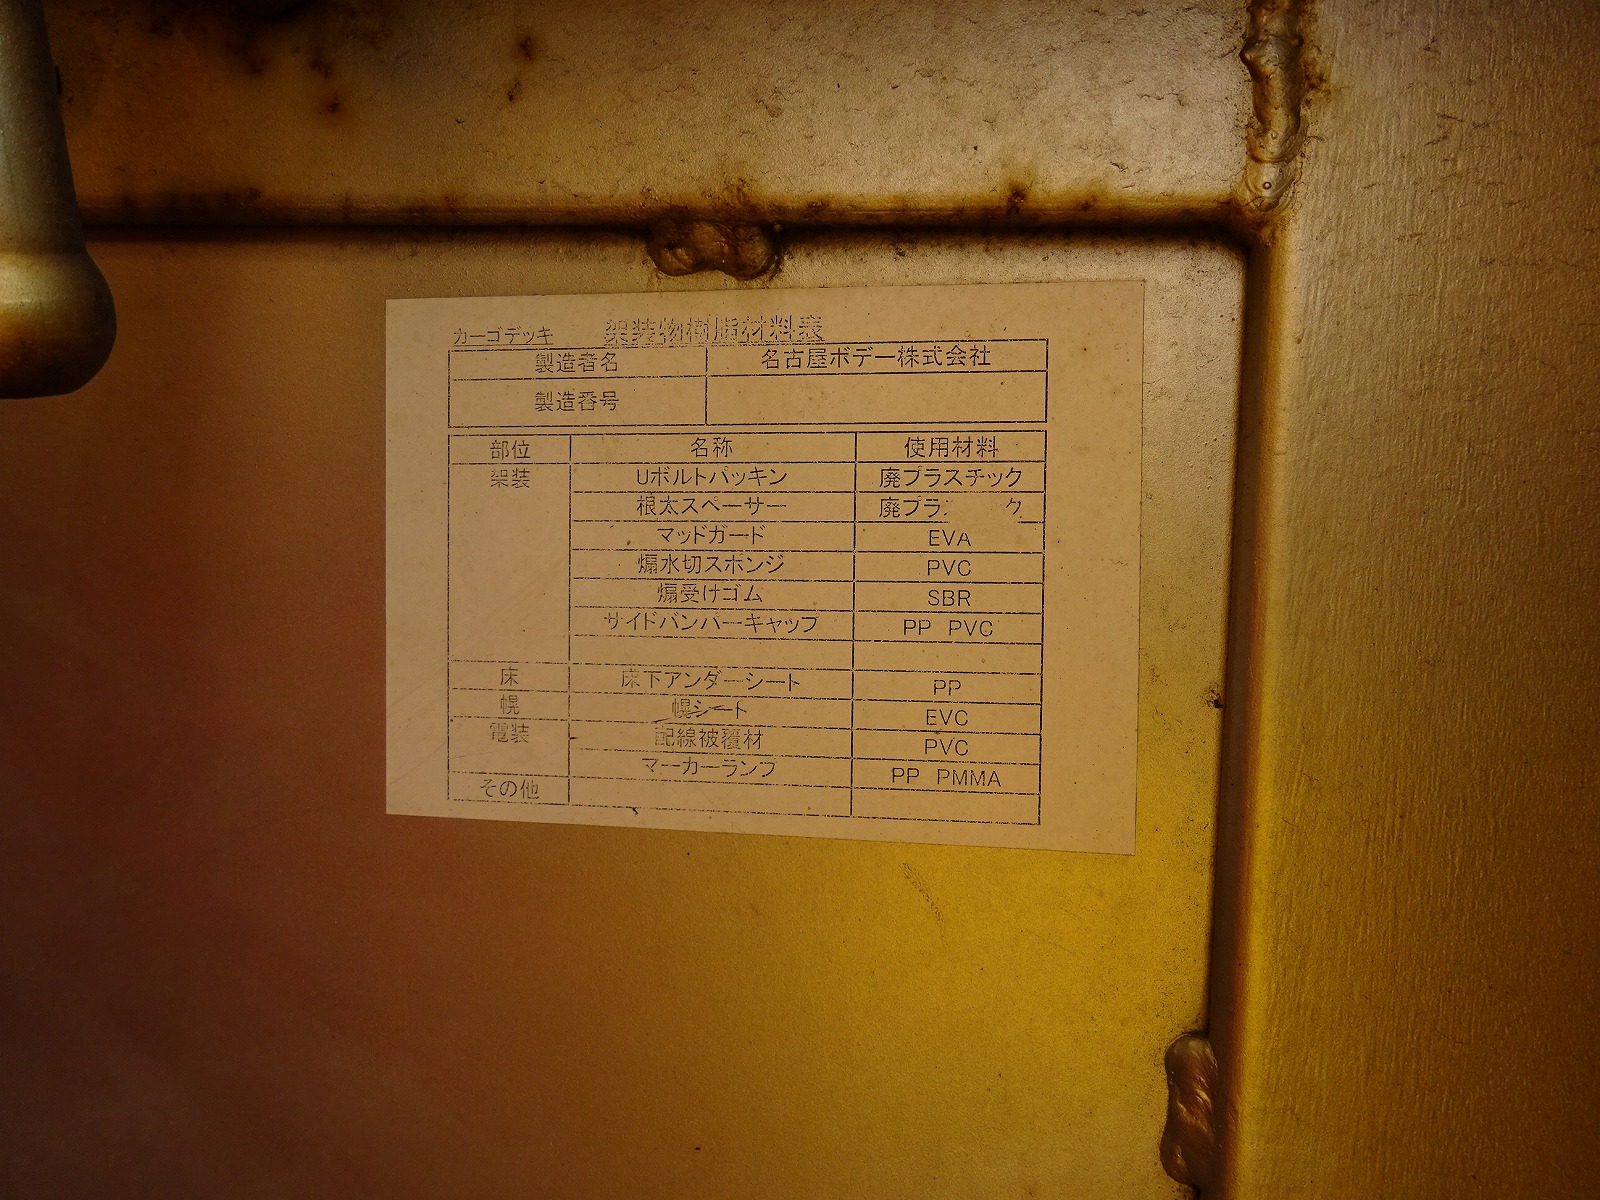 カーゴデッキ 架装物樹脂材料表
製造者名 名古屋ボデー株式会社
製造番号
部位 名称 使用材料
架装 Uボルトパッキン 廃プラスチック
根太スペーサー 廃プラ ク
マッドガード EVA
煽水切スポンジ PVC
煽受けゴム SBR
サイドバンパーキャップ PP PVC
床 床下アンダーシート PP
幌 幌シート EVC
電装 配線被覆材 PVC
マーカーランプ PP PMMA
その他